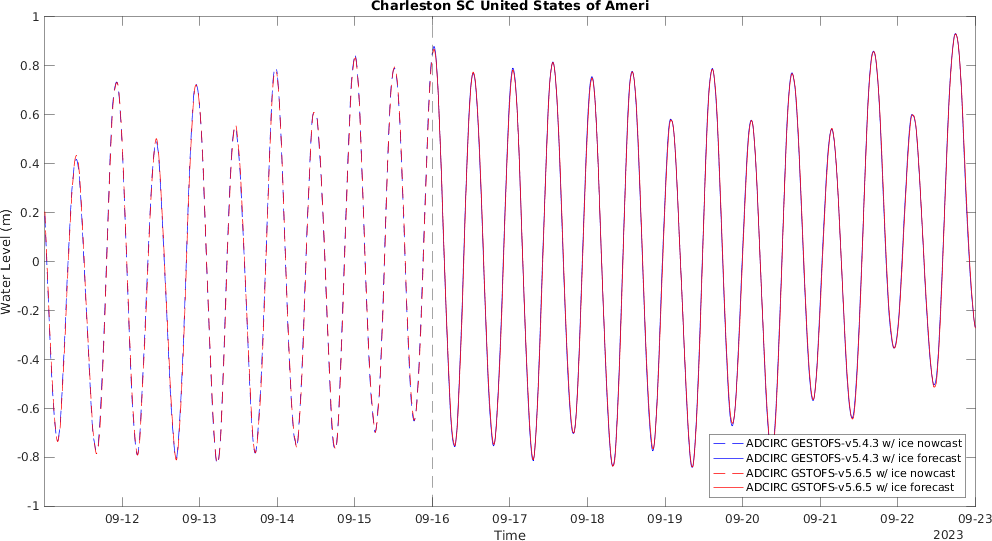 Charleston SC United States of Ameri
1
0.8
0.6
0.4
0.2
0
-0.2
-0.4
-0.6
-0.8
-1
Water Level (m)
ADCIRC GESTOFS-v5.4.3 w/ ice nowcast
ADCIRC GESTOFS-v5.4.3 w/ ice forecast
ADCIRC GSTOFS-v5.6.5 w/ ice nowcast
ADCIRC GSTOFS-v5.6.5 w/ ice forecast
09-12 09-13 09-14 09-15 09-16 09-17 09-18 09-19 09-20 09-21 09-22 09-23
Time
2023